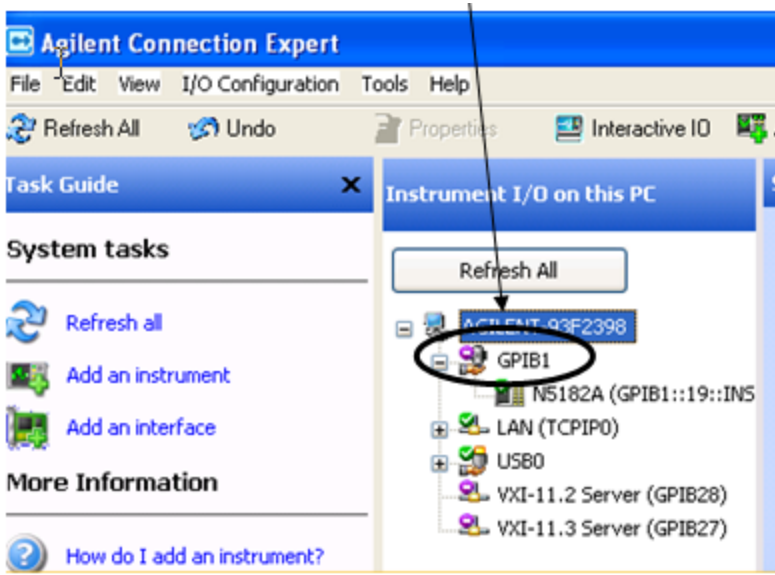 Agilent Connection Expert
File Edit View I/O Configuration Tools Help
Refresh All Undo Properties Interactive IO
Task Guide
System tasks
Refresh all
Add an instrument
Add an interface
More Information
How do I add an instrument?
Instrument I/O on this PC
Refresh All
AGILENT-93F2398
GPIB1
N5182A (GPIB1::19::INS
LAN (TCPIP0)
USB0
VXI-11.2 Server (GPIB28)
VXI-11.3 Server (GPIB27)